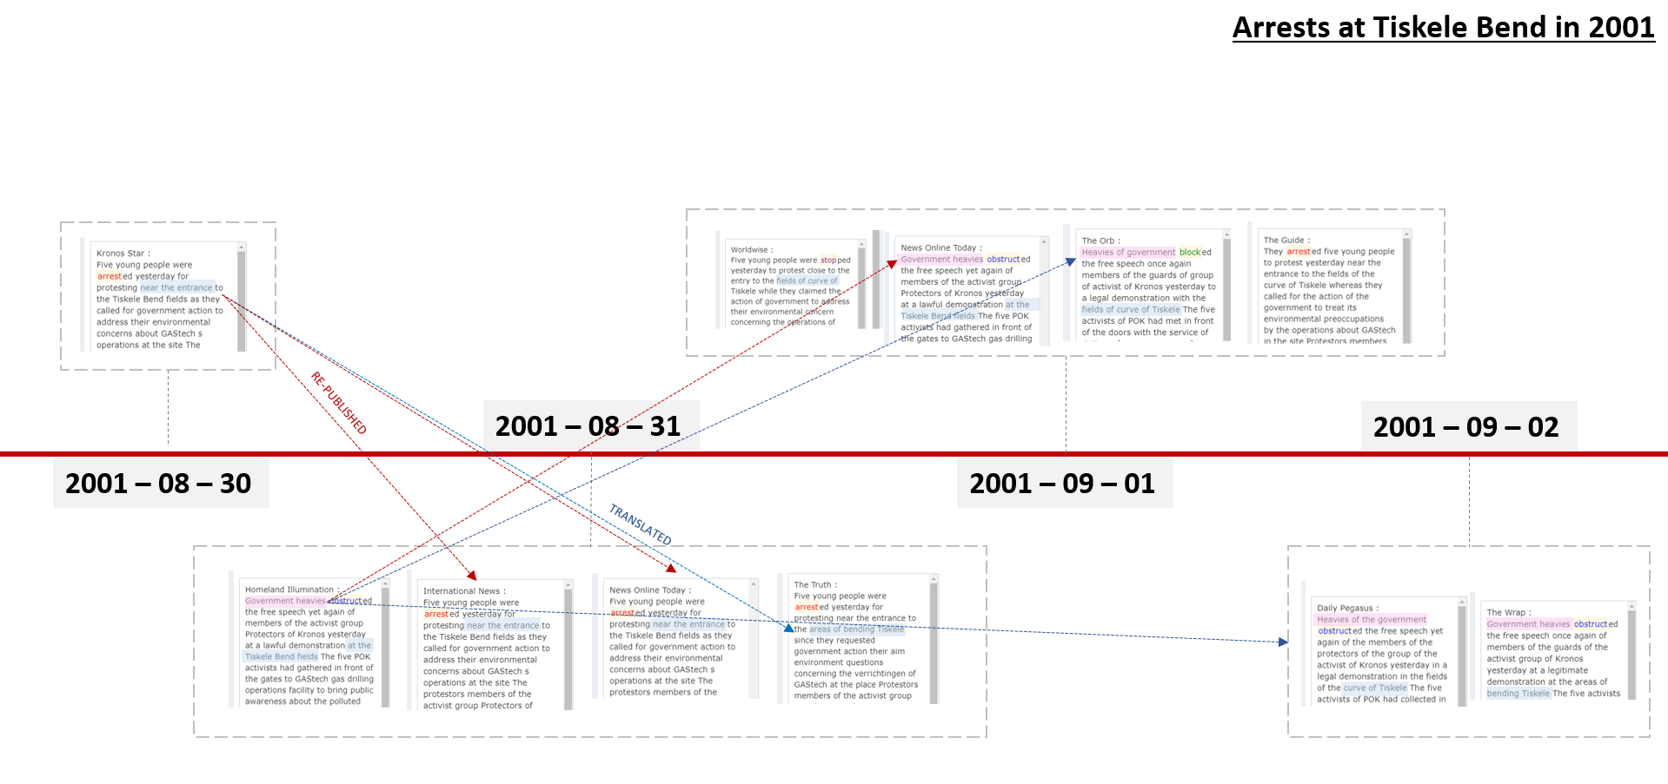 Arrests at Tiskele Bend in 2001
Kronos Star :
Five young people were
arrested yesterday for
protesting near the entrance to
the Tiskele Bend fields as they
called for government action to
address their environmental
concerns about GAStech s
operations at the site The
Worldwise :
Five young people were stopped
yesterday to protest close to the
entry to the fields of curve of
Tiskele while they claimed the
action of government to address
their environmental concern
concerning the operations of
News Online Today :
Government heavies obstructed
the free speech yet again of
members of the activist group
Protectors of Kronos yesterday
at a lawful demonstration at the
Tiskele Bend fields The five POK
activists had gathered in front of
the gates to GAStech gas drilling
The Orb :
Heavies of government blocked
the free speech once again
members of the guards of group
of activist of Kronos yesterday to
a legal demonstration with the
fields of curve of Tiskele The five
activists of POK had met in front
of the doors with the service of
The Guide :
They arrested five young people
to protest yesterday near the
entrance to the fields of the
curve of Tiskele whereas they
called for the action of the
government to treat its
environmental preoccupations
by the operations about GAStech
in the site Protestors members
RE-PUBLISHED
2001 – 08 – 31
2001 – 09 – 02
2001 – 08 – 30
2001 – 09 – 01
TRANSLATED
Homeland Illumination :
Government heavies obstructed
the free speech yet again of
members of the activist group
Protectors of Kronos yesterday
at a lawful demonstration at the
Tiskele Bend fields The five POK
activists had gathered in front of
the gates to GAStech gas drilling
operations facility to bring public
awareness about the polluted
International News :
Five young people were
arrested yesterday for
protesting near the entrance to
the Tiskele Bend fields as they
called for government action to
address their environmental
concerns about GAStech s
operations at the site The
protestors members of the
activist group Protectors of
News Online Today :
Five young people were
arrested yesterday for
protesting near the entrance to
the Tiskele Bend fields as they
called for government action to
address their environmental
concerns about GAStech s
operations at the site The
protestors members of the
The Truth :
Five young people were
arrested yesterday for
protesting near the entrance to
the areas of bending Tiskele
since they requested
government action their aim
environment questions
concerning the verrichtingen of
GAStech at the place Protestors
members of the activist group
Daily Pegasus :
Heavies of the government
obstructed the free speech yet
again of the members of the
protectors of the group of the
activist of Kronos yesterday in a
legal demonstration in the fields
of the curve of Tiskele The five
activists of POK had collected in
The Wrap :
Government heavies obstructed
the free speech once again of
members of the guards of the
activist group of Kronos
yesterday at a legitimate
demonstration at the areas of
bending Tiskele The five activists